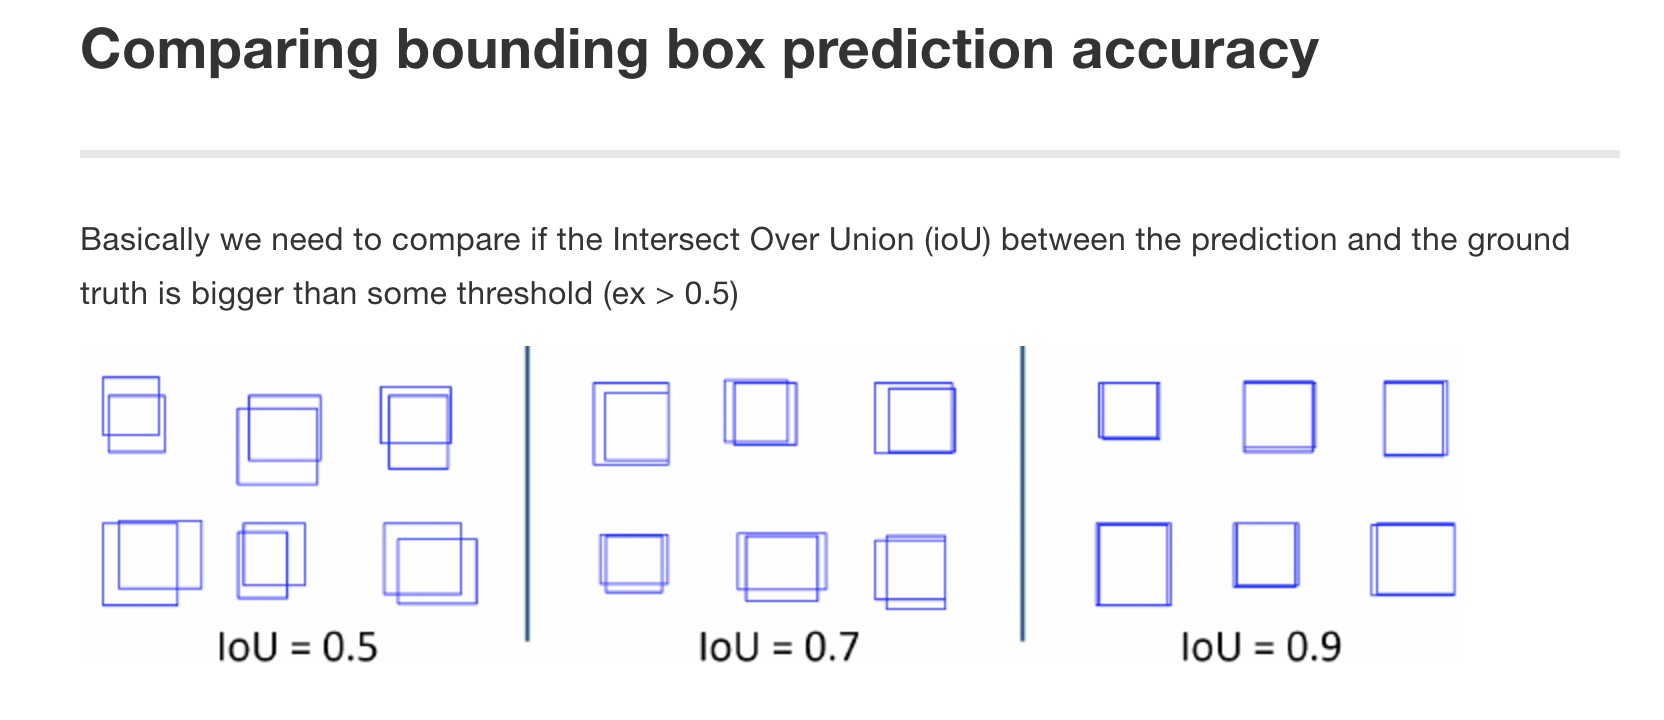 Comparing bounding box prediction accuracy
Basically we need to compare if the Intersect Over Union (ioU) between the prediction and the ground
truth is bigger than some threshold (ex > 0.5)
IoU = 0.5
IoU = 0.7
IoU = 0.9